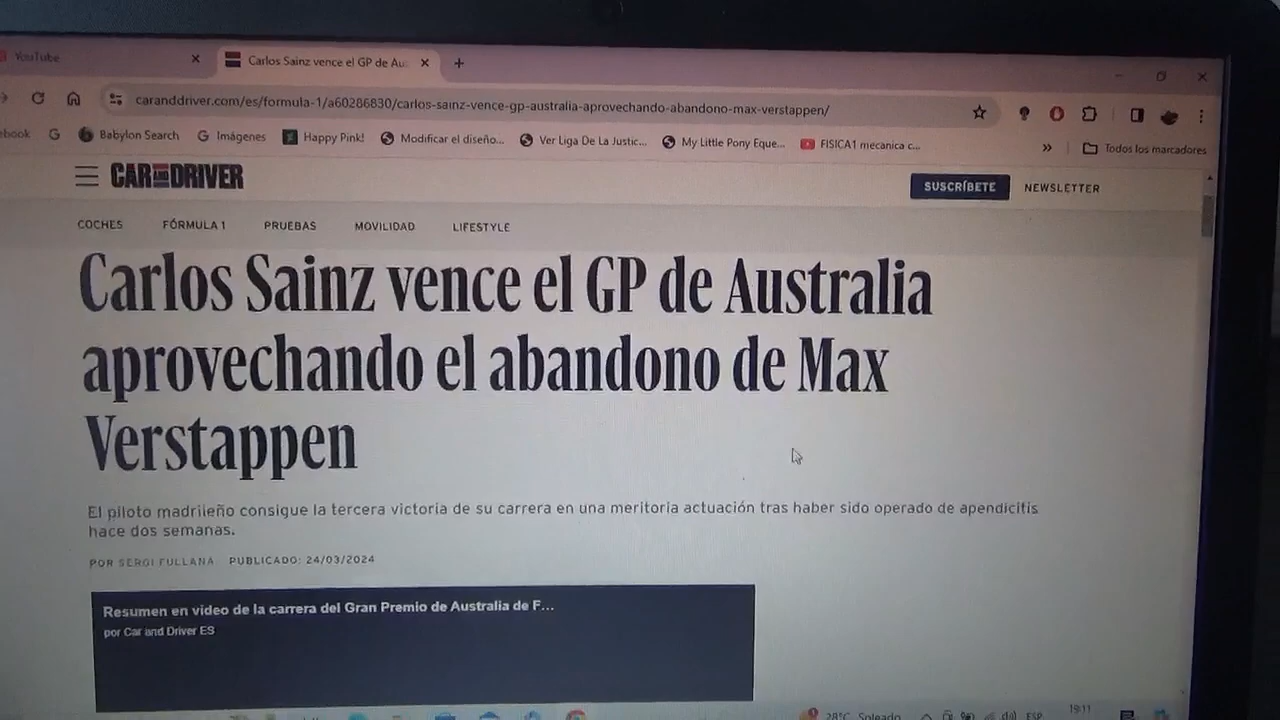 YouTube
Carlos Sainz vence el GP de Au
caranddriver.com/es/formula-1/a60286830/carlos-sainz-vence-gp-australia-aprovechando-abandono-max-verstappen/
ebook
Babylon Search
Imágenes
Happy Pink!
Modificar el diseño...
Ver Liga De La Justic...
My Little Pony Eque...
FISICA1 mecanica c...
»
Todos los marcadores
CAR AND DRIVER
SUSCRÍBETE
NEWSLETTER
COCHES
FÓRMULA 1
PRUEBAS
MOVILIDAD
LIFESTYLE
Carlos Sainz vence el GP de Australia
aprovechando el abandono de Max
Verstappen
El piloto madrileño consigue la tercera victoria de su carrera en una meritoria actuación tras haber sido operado de apendicitis
hace dos semanas.
POR SERGI FULLANA PUBLICADO: 24/03/2024
Resumen en vídeo de la carrera del Gran Premio de Australia de F...
por Car and Driver ES
28°C Soleado
ESP
19:11